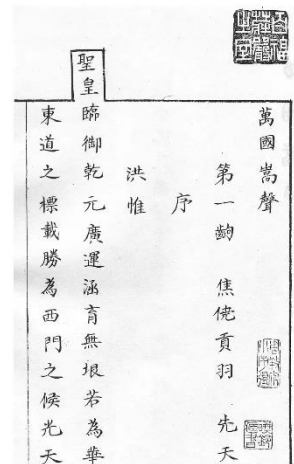 萬國嵩聲
第一齣 焦僥貢羽 先天
序
洪惟
聖皇臨御乾元廣運涵育無垠若為華
東道之標載勝為西門之候光天